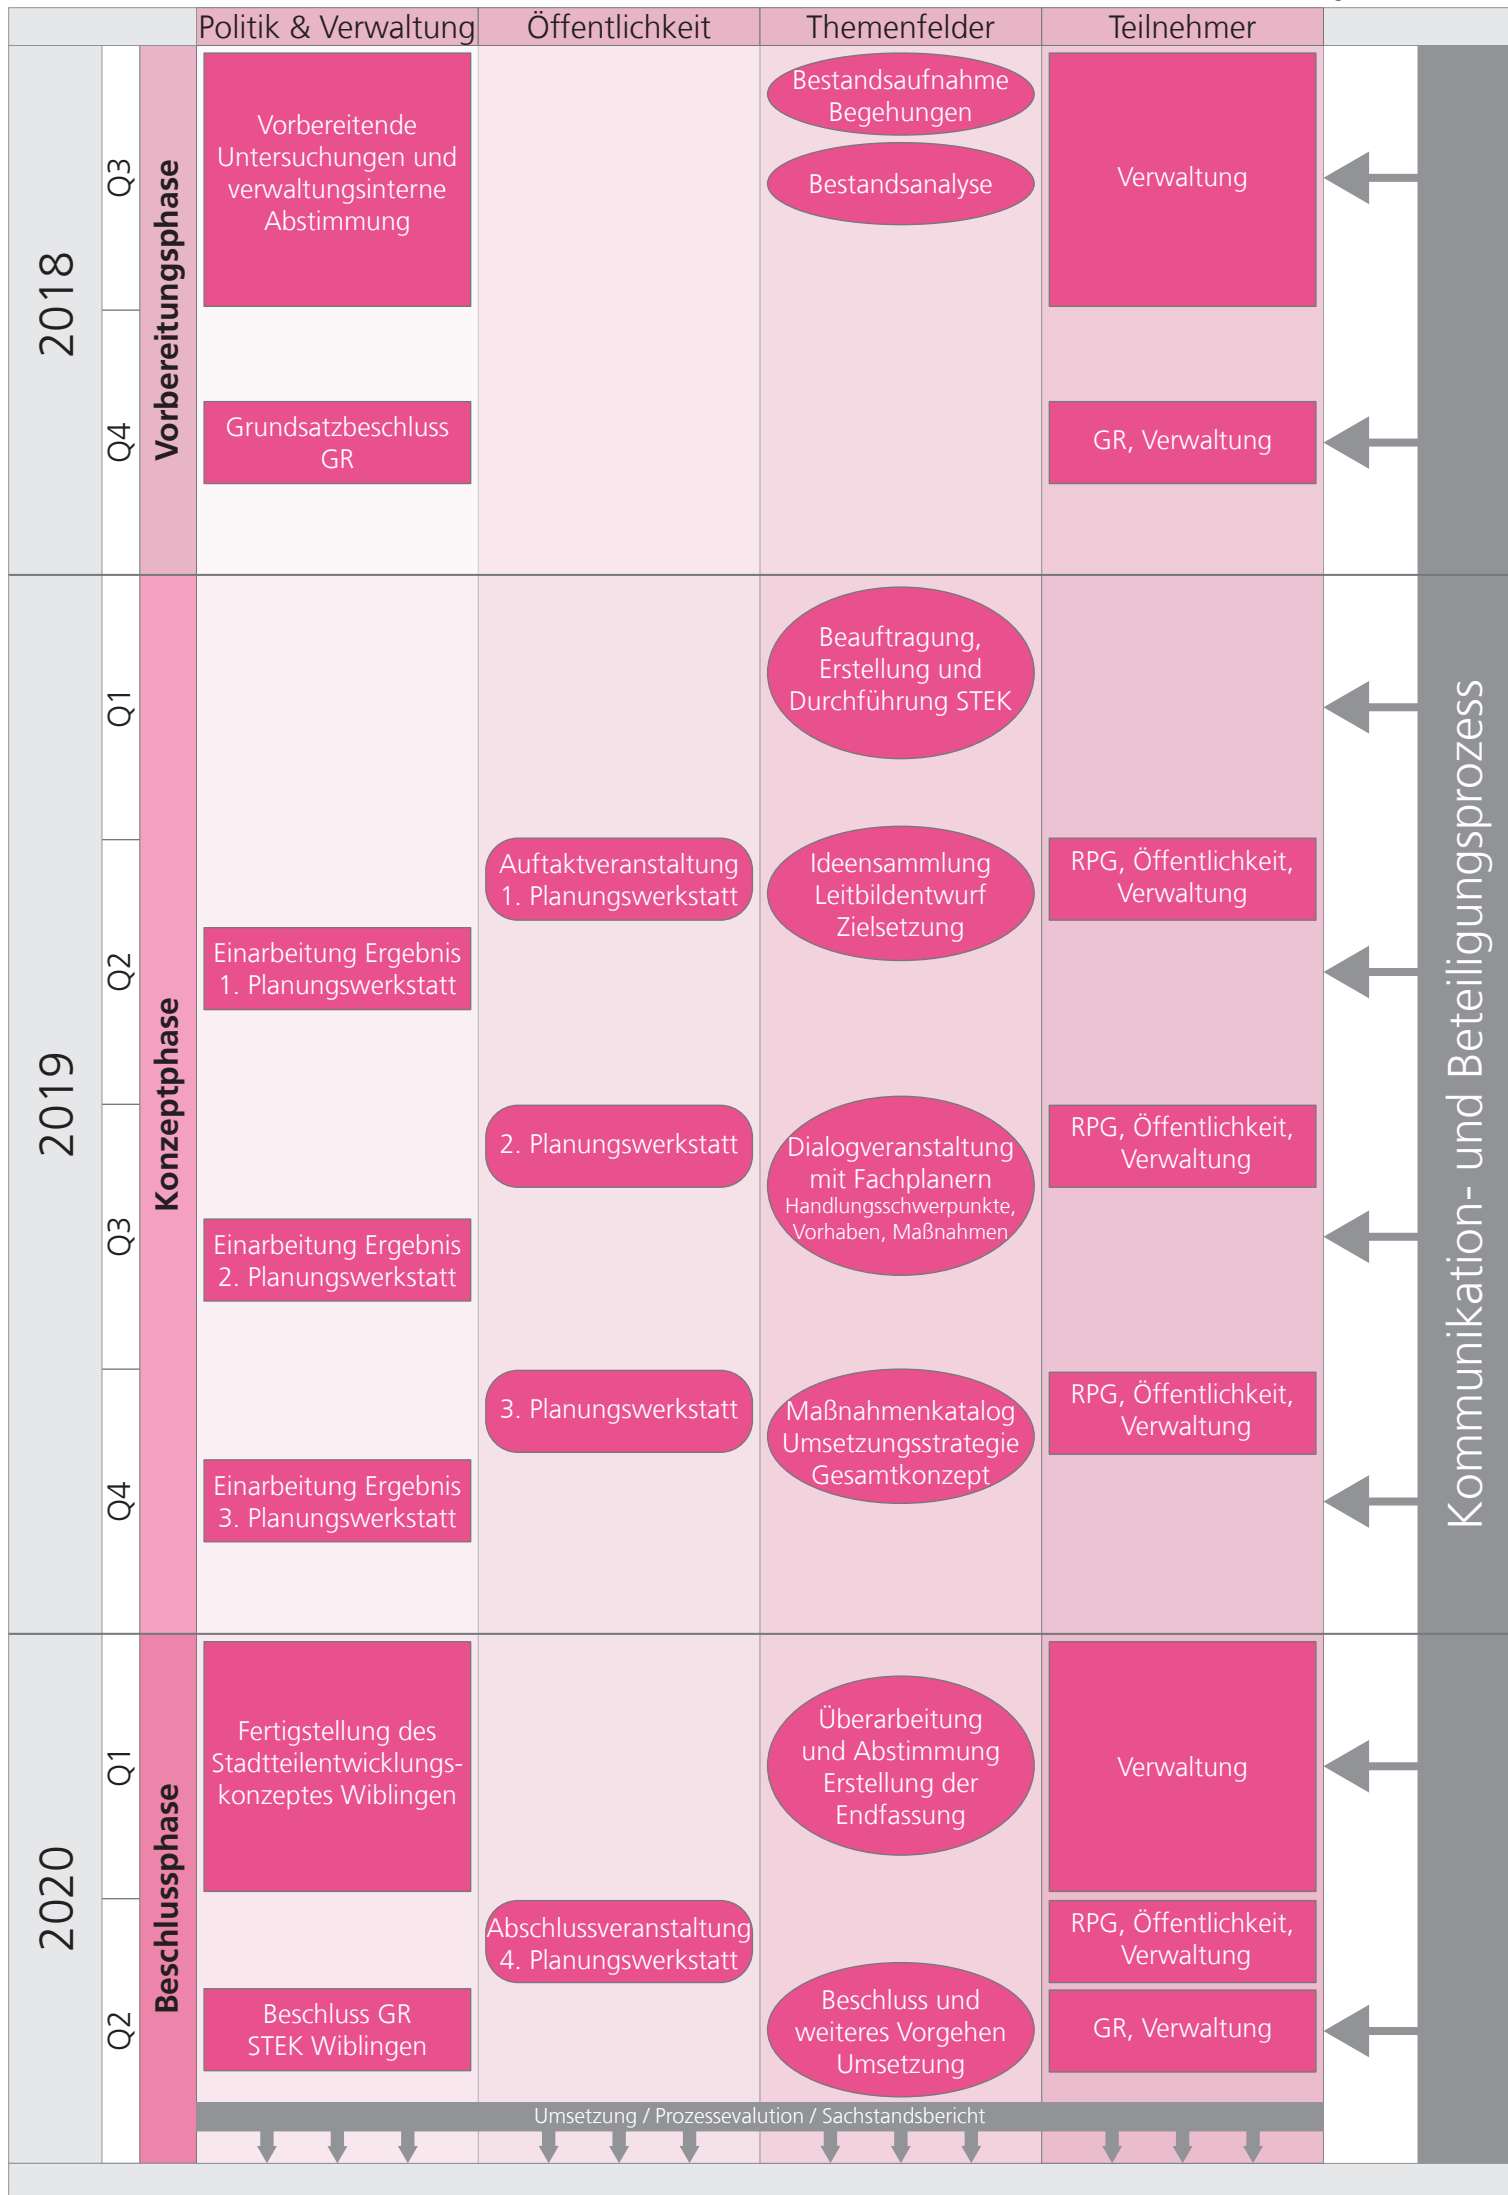 Politik & Verwaltung
Öffentlichkeit
Themenfelder
Teilnehmer
2018
Vorbereitungsphase
Q3
Vorbereitende
Untersuchungen und
verwaltungsinterne
Abstimmung
Bestandsaufnahme
Begehungen
Bestandsanalyse
Verwaltung
Q4
Grundsatzbeschluss
GR
GR, Verwaltung
2019
Konzeptphase
Q1
Beauftragung,
Erstellung und
Durchführung STEK
Q2
Auftaktveranstaltung
1. Planungswerkstatt
Ideensammlung
Leitbildentwurf
Zielsetzung
RPG, Öffentlichkeit,
Verwaltung
Einarbeitung Ergebnis
1. Planungswerkstatt
Q3
2. Planungswerkstatt
Dialogveranstaltung
mit Fachplanern
Handlungsschwerpunkte,
Vorhaben, Maßnahmen
RPG, Öffentlichkeit,
Verwaltung
Einarbeitung Ergebnis
2. Planungswerkstatt
Q4
3. Planungswerkstatt
Maßnahmenkatalog
Umsetzungsstrategie
Gesamtkonzept
RPG, Öffentlichkeit,
Verwaltung
Einarbeitung Ergebnis
3. Planungswerkstatt
2020
Beschlussphase
Q1
Fertigstellung des
Stadtteilentwicklungs-
konzeptes Wiblingen
Überarbeitung
und Abstimmung
Erstellung der
Endfassung
Verwaltung
Q2
Abschlussveranstaltung
4. Planungswerkstatt
RPG, Öffentlichkeit,
Verwaltung
Beschluss GR
STEK Wiblingen
Beschluss und
weiteres Vorgehen
Umsetzung
GR, Verwaltung
Umsetzung / Prozessevalution / Sachstandsbericht
Kommunikation- und Beteiligungsprozess